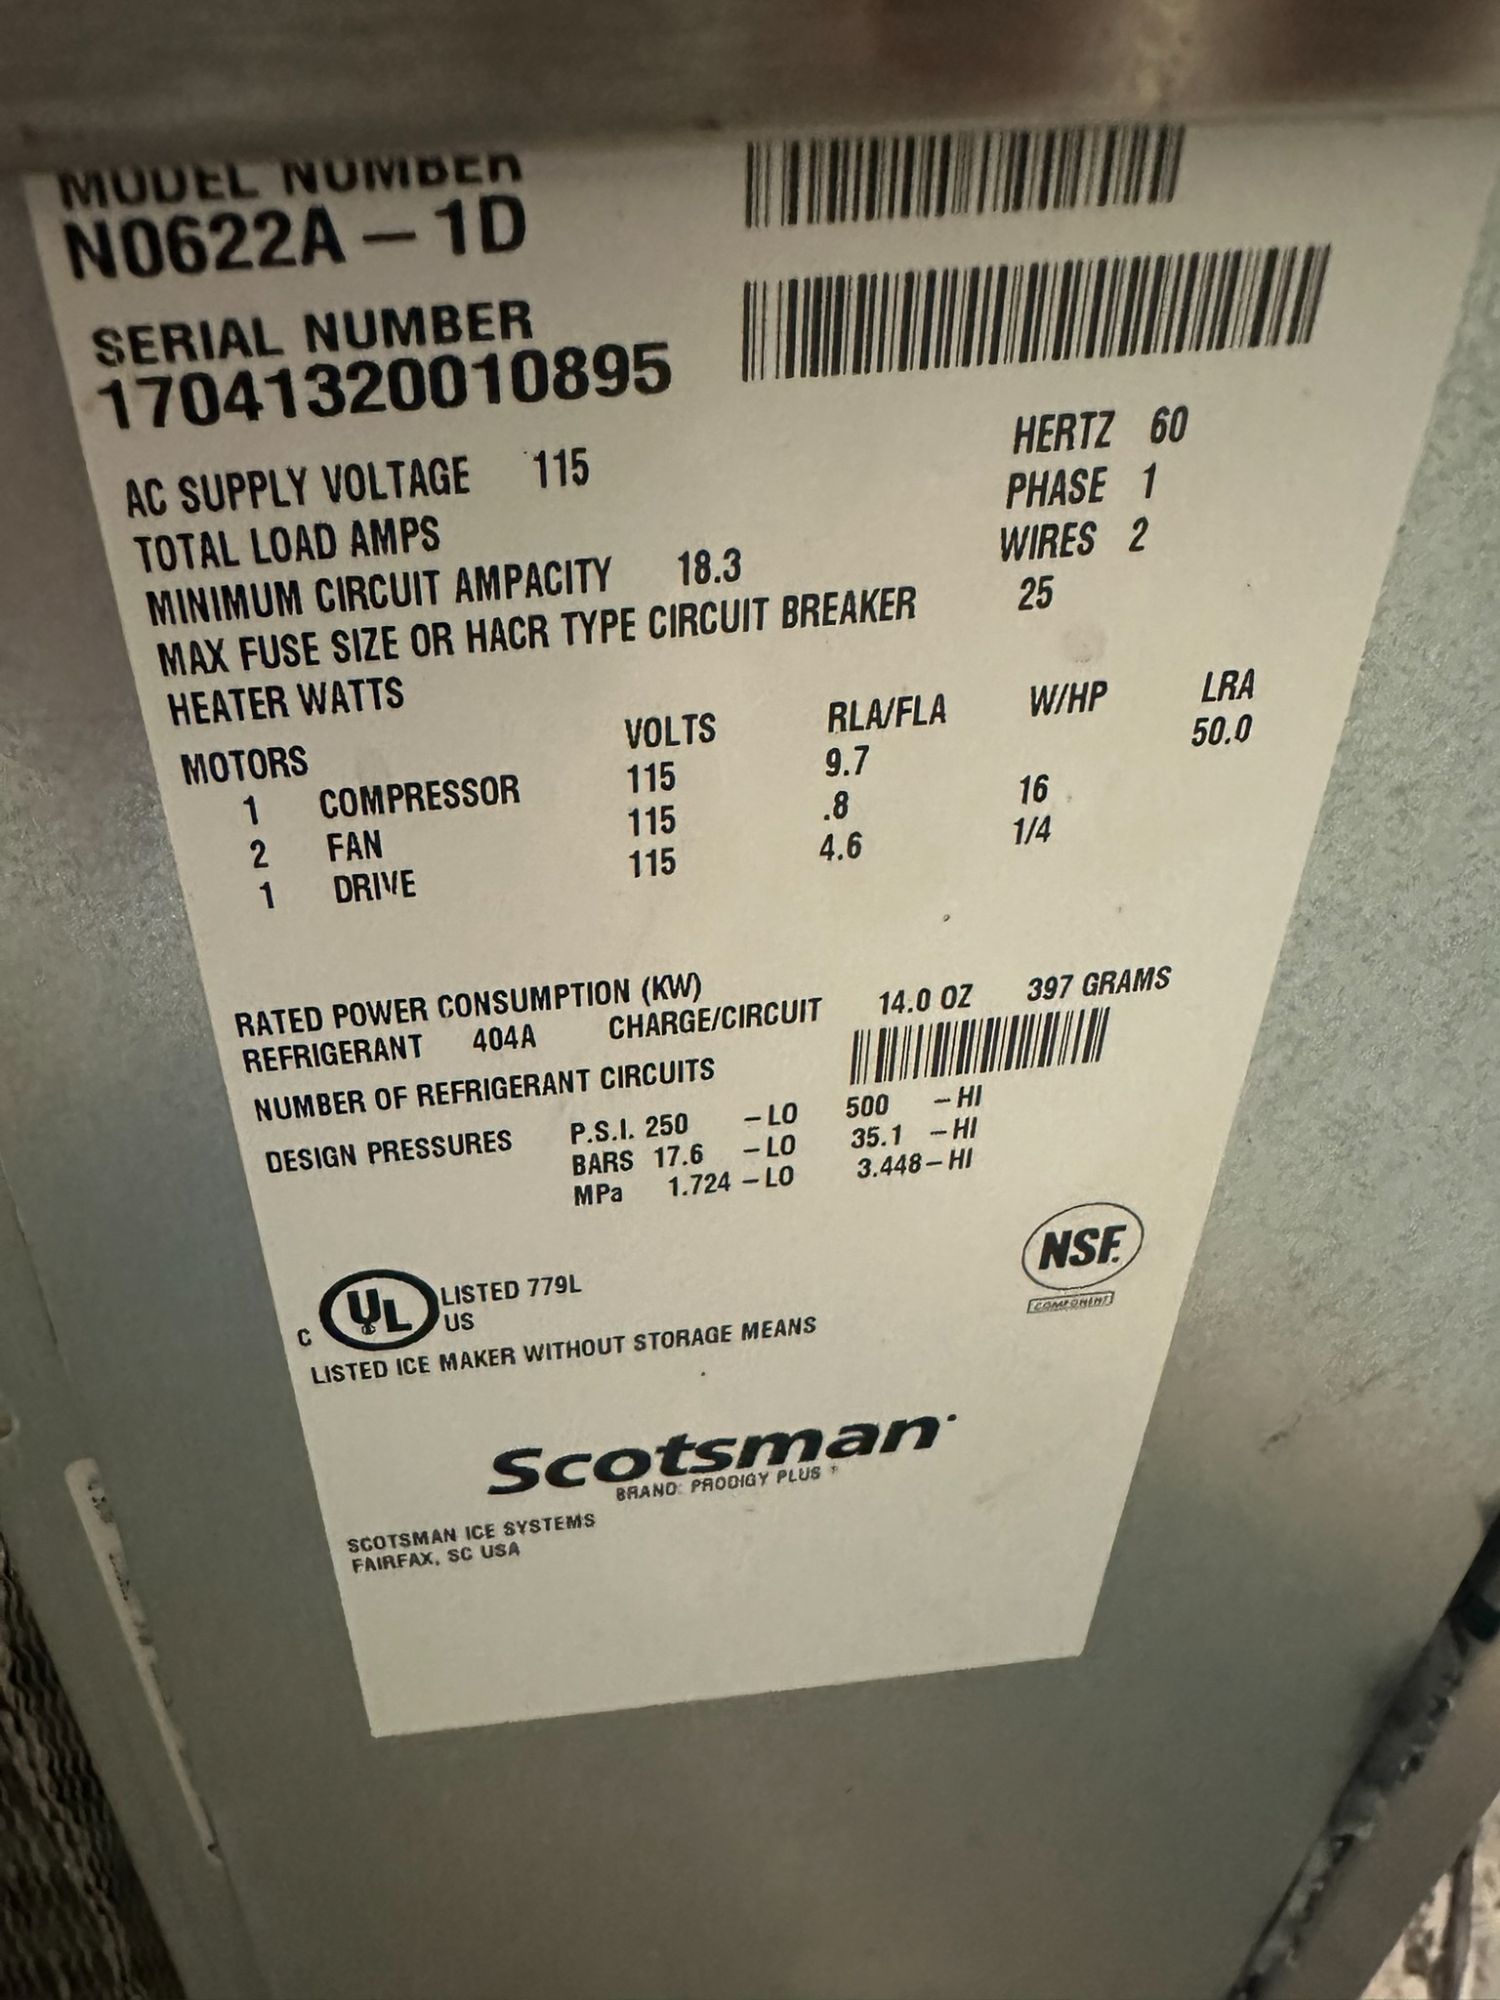 MODEL NUMBER
N0622A – 1D
SERIAL NUMBER
17041320010895
AC SUPPLY VOLTAGE 115 HERTZ 60
TOTAL LOAD AMPS PHASE 1
MINIMUM CIRCUIT AMPACITY 18.3 WIRES 2
MAX FUSE SIZE OR HACR TYPE CIRCUIT BREAKER 25
HEATER WATTS
MOTORS VOLTS RLA/FLA W/HP LRA
1 COMPRESSOR 115 9.7 50.0
2 FAN 115 .8 16
1 DRIVE 115 4.6 1/4
RATED POWER CONSUMPTION (KW)
REFRIGERANT 404A CHARGE/CIRCUIT 14.0 OZ 397 GRAMS
NUMBER OF REFRIGERANT CIRCUITS
DESIGN PRESSURES P.S.I. 250 – LO 500 – HI
BARS 17.6 – LO 35.1 – HI
MPa 1.724 – LO 3.448 – HI
C UL US LISTED 779L
NSF.
COMPONENT
LISTED ICE MAKER WITHOUT STORAGE MEANS
Scotsman
BRAND: PRODIGY PLUS
SCOTSMAN ICE SYSTEMS
FAIRFAX, SC USA